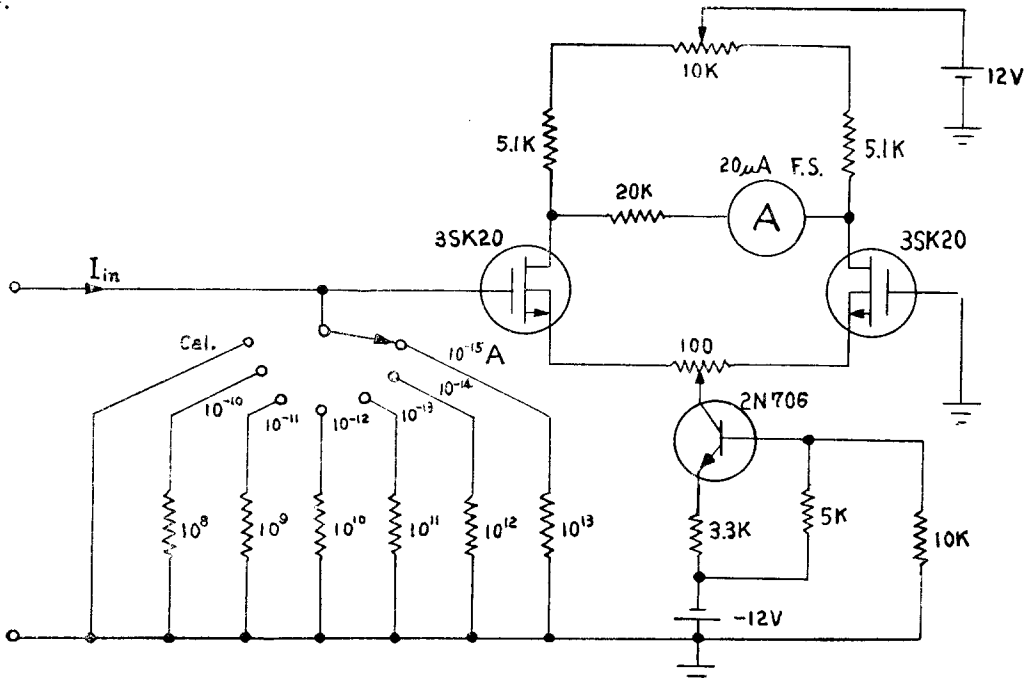 10K
12V
5.1K
5.1K
20μA F.S.
20K
A
3SK20
3SK20
Iin
Cal.
10⁻¹⁵A
10⁻¹⁴
10⁻¹³
10⁻¹²
10⁻¹¹
10⁻¹⁰
100
2N706
10⁸
10⁹
10¹⁰
10¹¹
10¹²
10¹³
3.3K
5K
10K
-12V